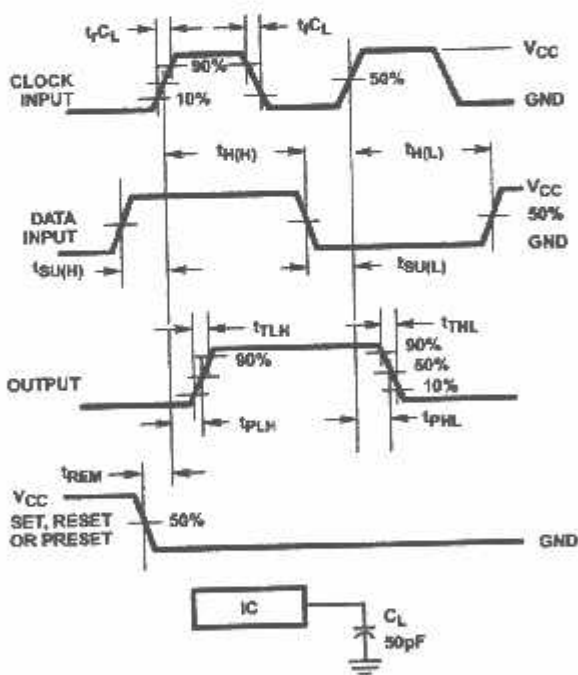 trCL tfCL
VCC
90%
CLOCK
INPUT
10%
50%
GND
tH(H) tH(L)
VCC
DATA
INPUT
50%
GND
tSU(H) tSU(L)
tTLH tTHL
90% 90%
50%
OUTPUT
10%
tPLH tPHL
tREM
VCC
SET, RESET
OR PRESET
50%
GND
IC
CL
50pF